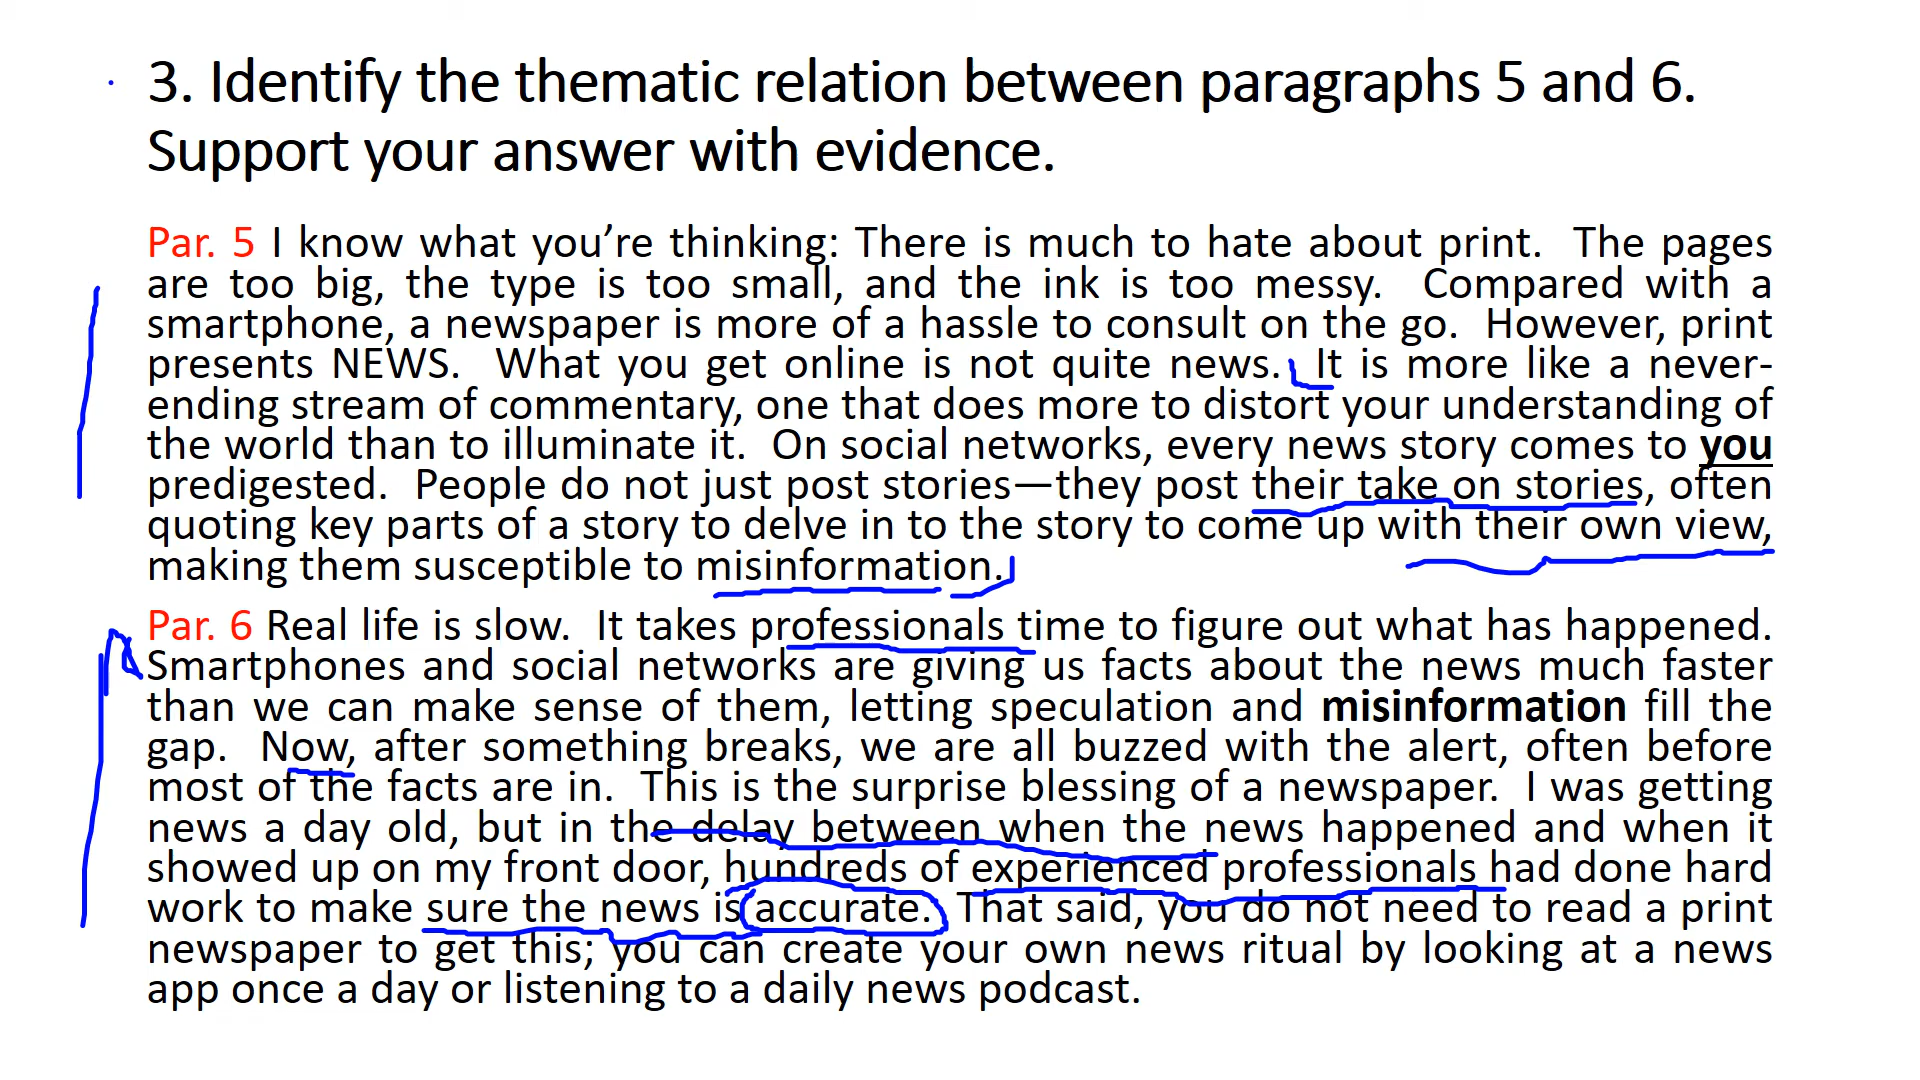 3. Identify the thematic relation between paragraphs 5 and 6.
Support your answer with evidence.
Par. 5 I know what you’re thinking: There is much to hate about print. The pages
are too big, the type is too small, and the ink is too messy. Compared with a
smartphone, a newspaper is more of a hassle to consult on the go. However, print
presents NEWS. What you get online is not quite news. It is more like a never-
ending stream of commentary, one that does more to distort your understanding of
the world than to illuminate it. On social networks, every news story comes to you
predigested. People do not just post stories—they post their take on stories, often
quoting key parts of a story to delve in to the story to come up with their own view,
making them susceptible to misinformation.
Par. 6 Real life is slow. It takes professionals time to figure out what has happened.
Smartphones and social networks are giving us facts about the news much faster
than we can make sense of them, letting speculation and misinformation fill the
gap. Now, after something breaks, we are all buzzed with the alert, often before
most of the facts are in. This is the surprise blessing of a newspaper. I was getting
news a day old, but in the delay between when the news happened and when it
showed up on my front door, hundreds of experienced professionals had done hard
work to make sure the news is accurate. That said, you do not need to read a print
newspaper to get this; you can create your own news ritual by looking at a news
app once a day or listening to a daily news podcast.